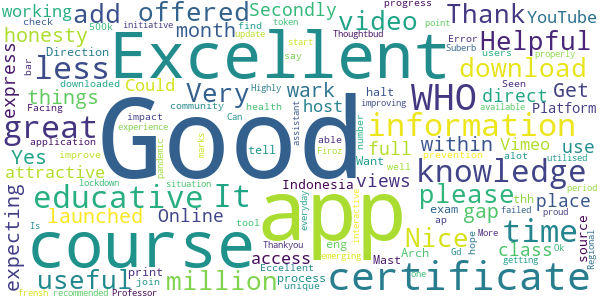 working add offered Secondly video YouTube progress
check token 500k initiative find Thank
honesty month Error Suberb Thoughtbud
Direction update users
things less Excellent Helpful
express Could bar downloaded start say point properly
Very wark host Highly community health Can halt improving
Facing great WHO download
direct Get Seen Platform
application Good information
Yes impact experience assistant able number full Vimeo use
improve pandemic marks tell Firoz within available alot utilised
attractive Want well
educative It app knowledge
lockdown situation Indonesia views please prevention
expecting launched Online everyday thh place period
Is tool access exam ap failed proud
course interactive Nice time
Thankyou eng gap source
useful Eccellent Arch hope More Regional
print process Mast class Gd Ok
join million unique emerging certificate getting
frensh recommended Professor one